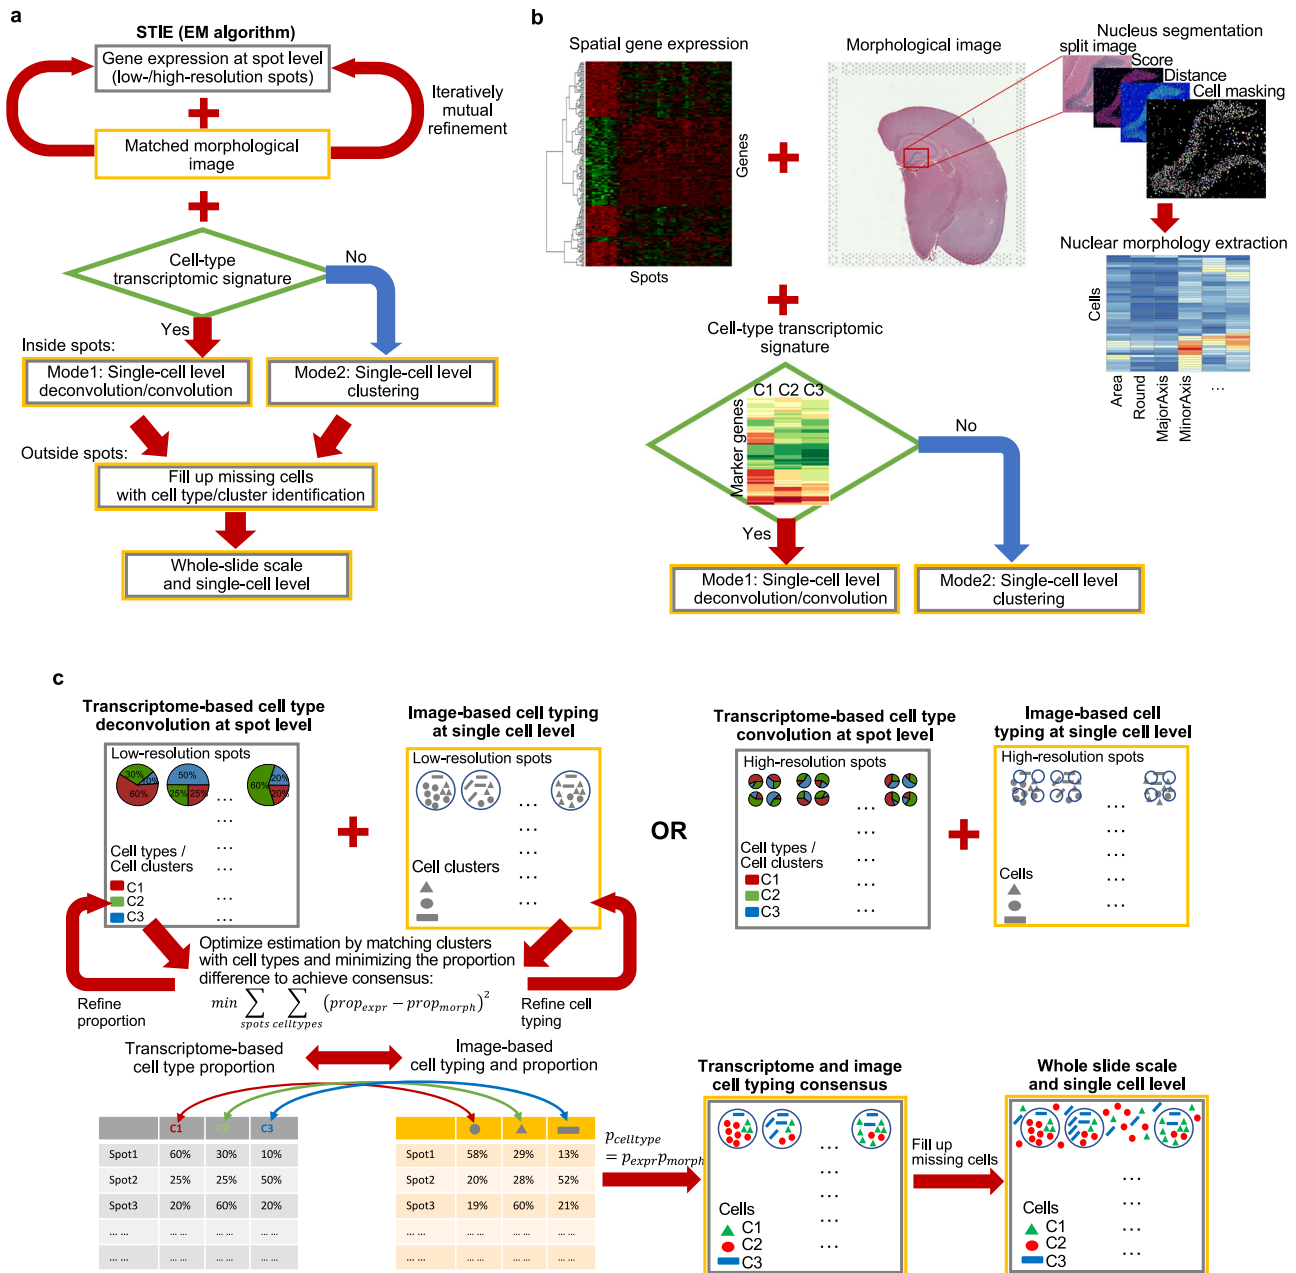 a
STIE (EM algorithm)
Gene expression at spot level
(low-/high-resolution spots)
Iteratively
mutual
refinement
Matched morphological
image
Cell-type
transcriptomic signature
No
Yes
Inside spots:
Mode1: Single-cell level
deconvolution/convolution
Mode2: Single-cell level
clustering
Outside spots:
Fill up missing cells
with cell type/cluster identification
Whole-slide scale
and single-cell level
b
Spatial gene expression
Genes
Spots
Morphological image
Nucleus segmentation
split image
Score
Distance
Cell masking
Nuclear morphology extraction
Cells
Area
Round
MajorAxis
MinorAxis
...
Cell-type transcriptomic
signature
C1 C2 C3
Marker genes
No
Yes
Mode1: Single-cell level
deconvolution/convolution
Mode2: Single-cell level
clustering
c
Transcriptome-based cell type
deconvolution at spot level
Low-resolution spots
30%
10%
60%
50%
25%
25%
60%
20%
20%
...
...
...
...
...
...
Cell types /
Cell clusters
C1
C2
C3
Image-based cell typing
at single cell level
Low-resolution spots
...
...
...
...
...
...
Cell clusters
OR
Transcriptome-based cell type
convolution at spot level
High-resolution spots
...
...
...
...
...
...
Cell types /
Cell clusters
C1
C2
C3
Image-based cell
typing at single cell level
High-resolution spots
...
...
...
...
...
...
Cells
Optimize estimation by matching clusters
with cell types and minimizing the proportion
difference to achieve consensus:
min ∑ ∑ (prop_expr − prop_morph)²
spots celltypes
Refine
proportion
Refine cell
typing
Transcriptome-based
cell type proportion
Image-based
cell typing and proportion
C1 C2 C3
Spot1 60% 30% 10%
Spot2 25% 25% 50%
Spot3 20% 60% 20%
... ... ... ... ... ... ... ...
... ... ... ... ... ... ... ...
Spot1 58% 29% 13%
Spot2 20% 28% 52%
Spot3 19% 60% 21%
... ... ... ... ... ... ... ...
... ... ... ... ... ... ... ...
p_celltype
= p_expr p_morph
Transcriptome and image
cell typing consensus
...
...
...
...
...
Cells
C1
C2
C3
Fill up
missing cells
Whole slide scale
and single cell level
...
...
...
...
Cells
C1
C2
C3